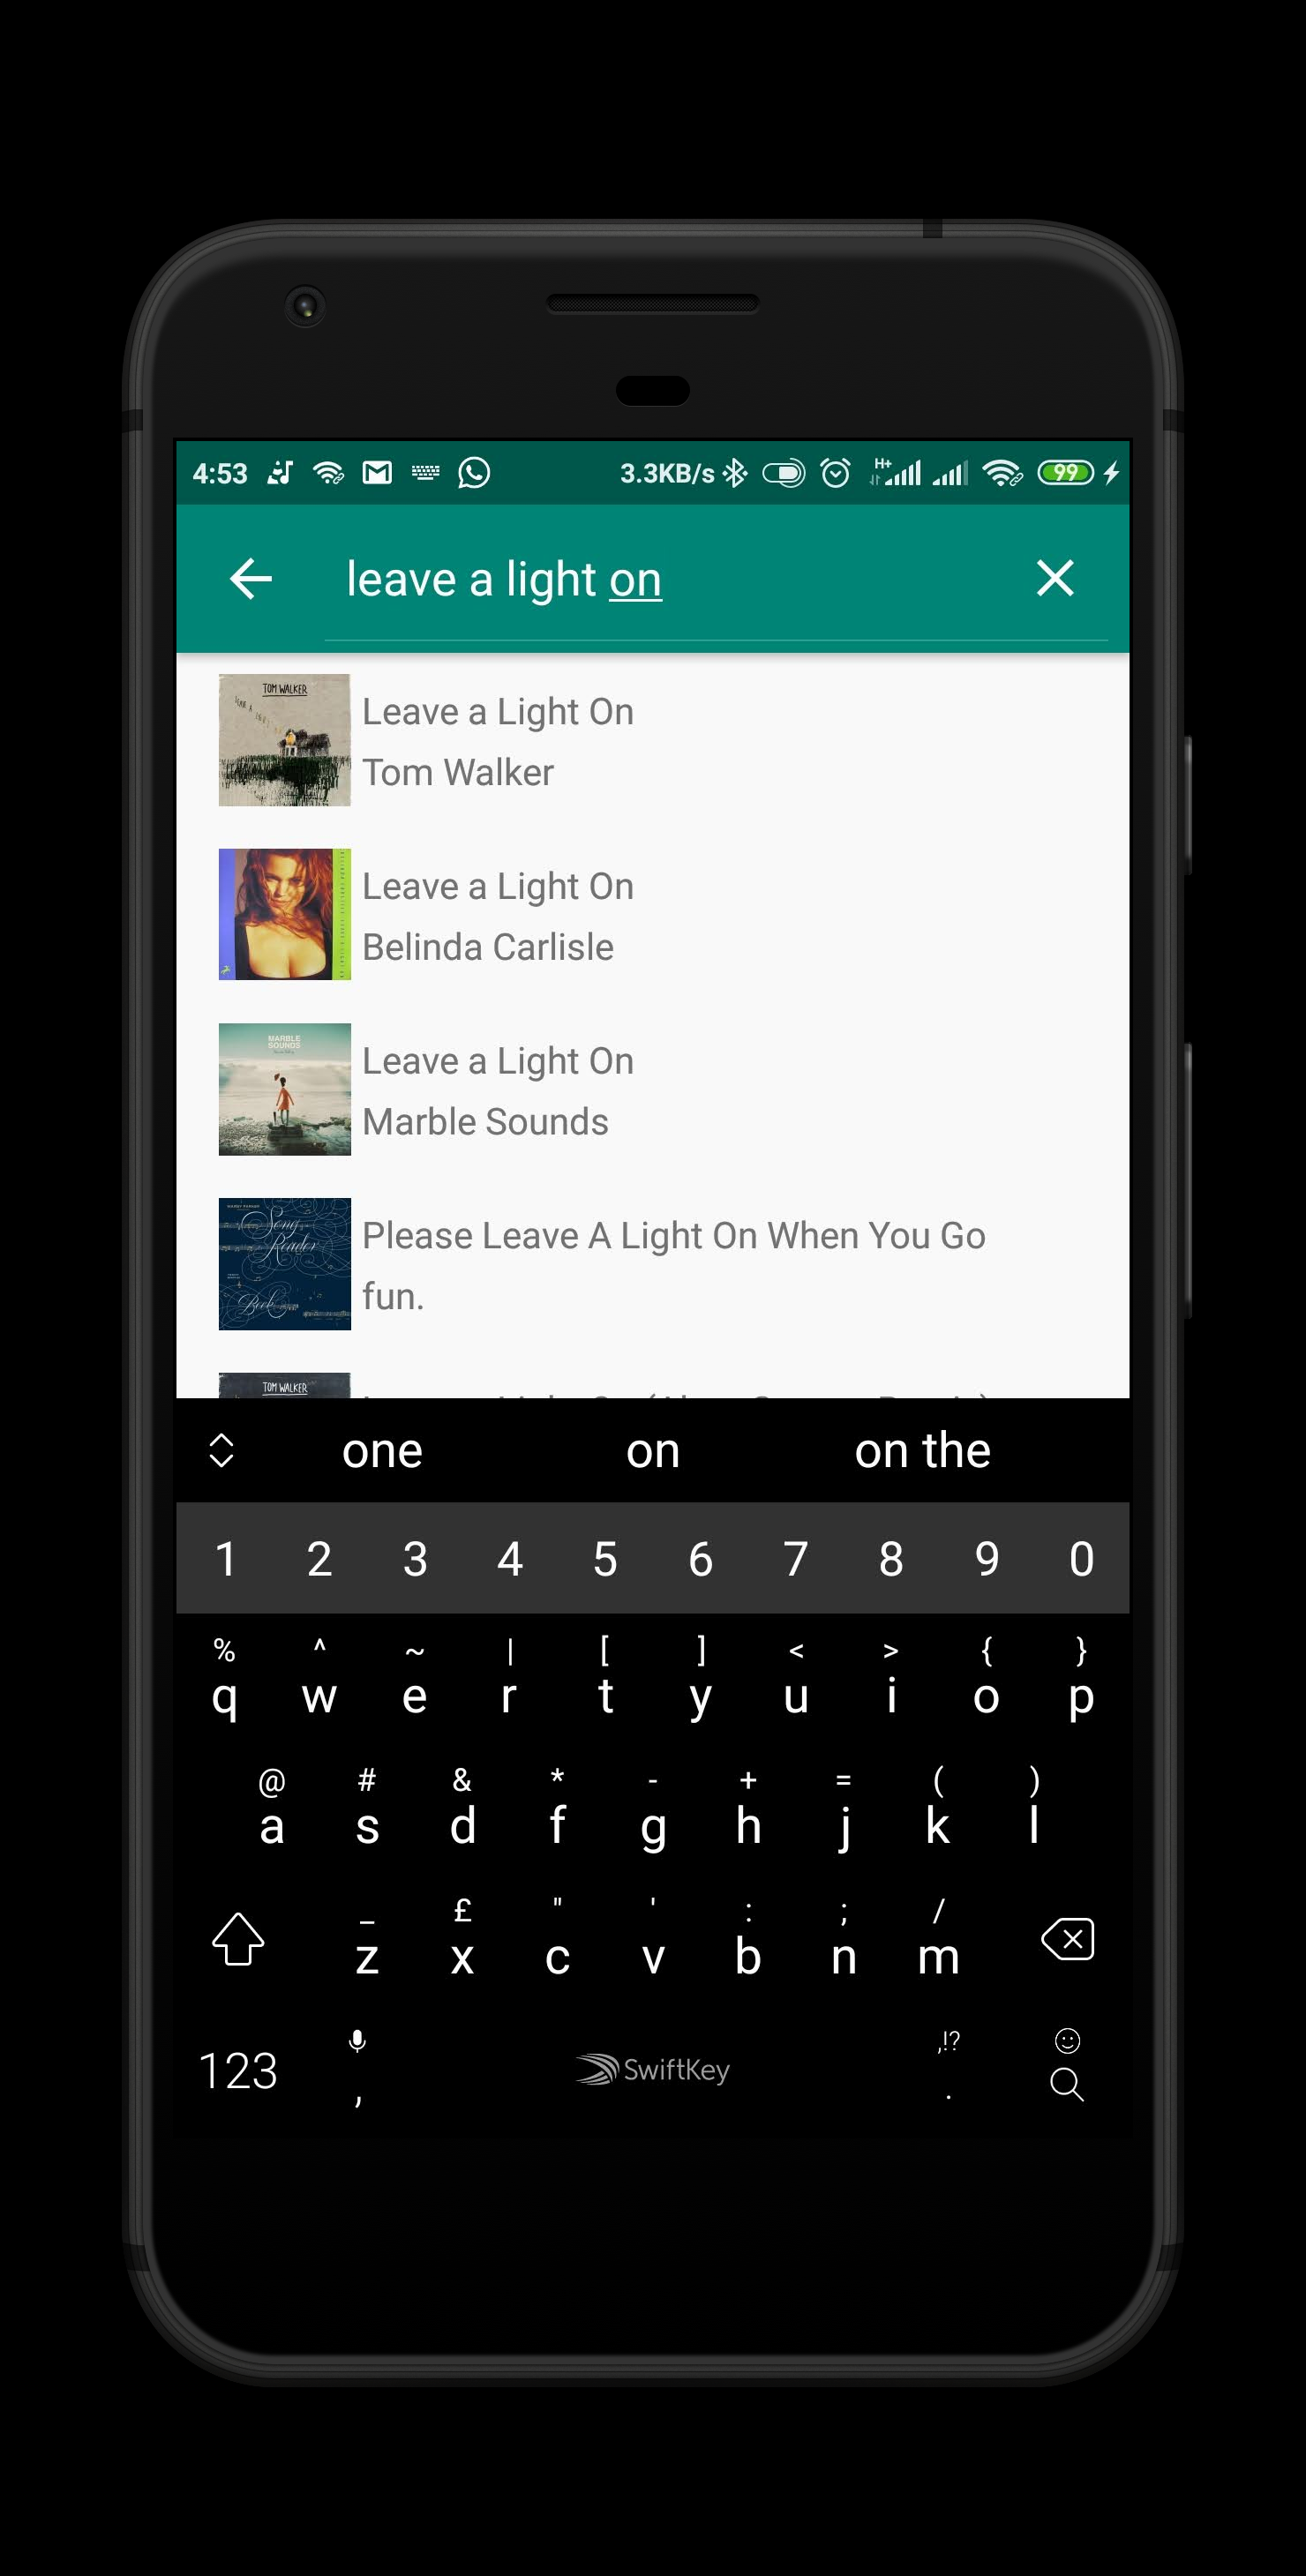 4:53
3.3KB/s
H+
99
leave a light on
TOM WALKER
Leave a Light On
Tom Walker
Leave a Light On
Belinda Carlisle
MARBLE
SOUNDS
Leave a Light On
Marble Sounds
Song
Reader
Beck
Please Leave A Light On When You Go
fun.
TOM WALKER
one on on the
1 2 3 4 5 6 7 8 9 0
% ^ ~ | [ ] < > { }
q w e r t y u i o p
@ # & * - + = ( )
a s d f g h j k l
_ £ " ' : ; /
z x c v b n m
,!?
123 , SwiftKey .